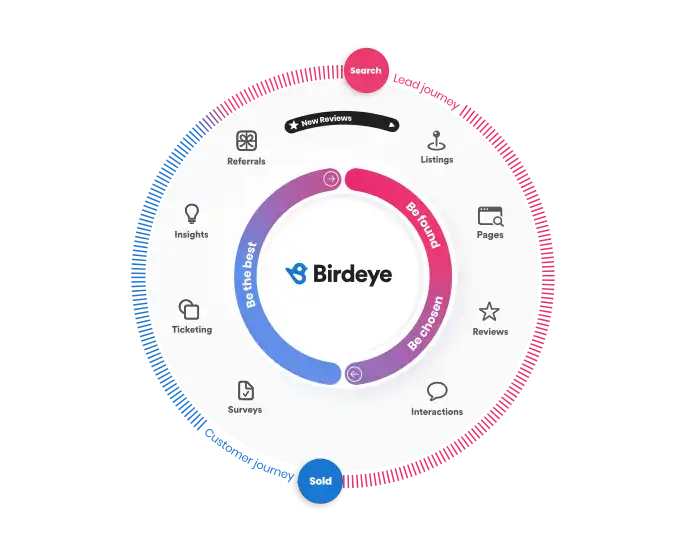 Search
Lead journey
New Reviews
Referrals
Listings
Be found
Insights
Pages
Be the best
Birdeye
Be chosen
Ticketing
Reviews
Surveys
Interactions
Customer journey
Sold